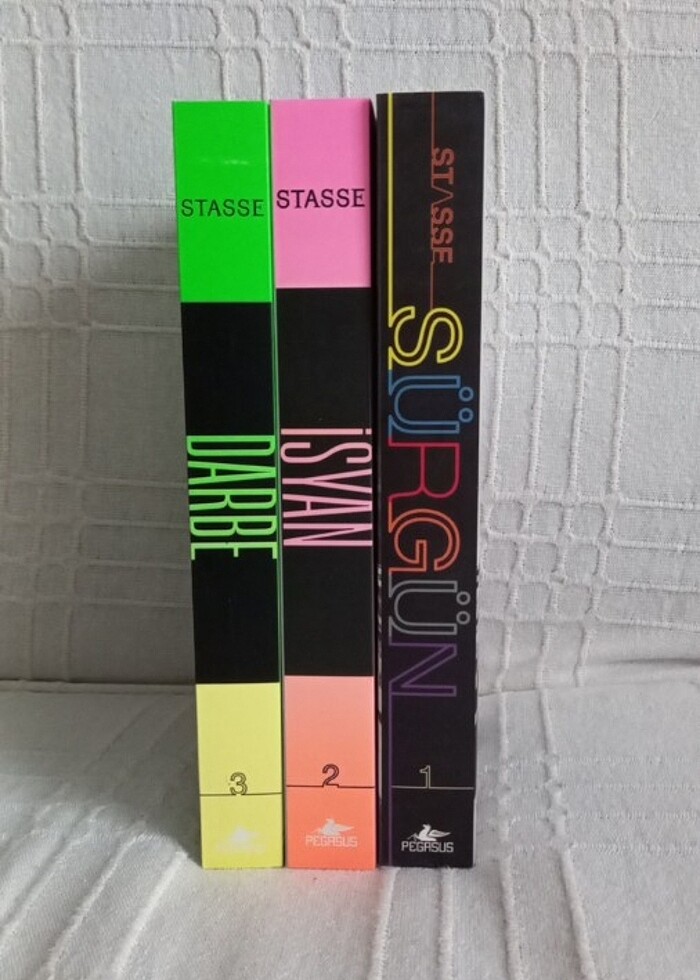 STASSE
DARBE
3
STASSE
İSYAN
2
PEGASUS
STASSE
SÜRGÜN
1
PEGASUS